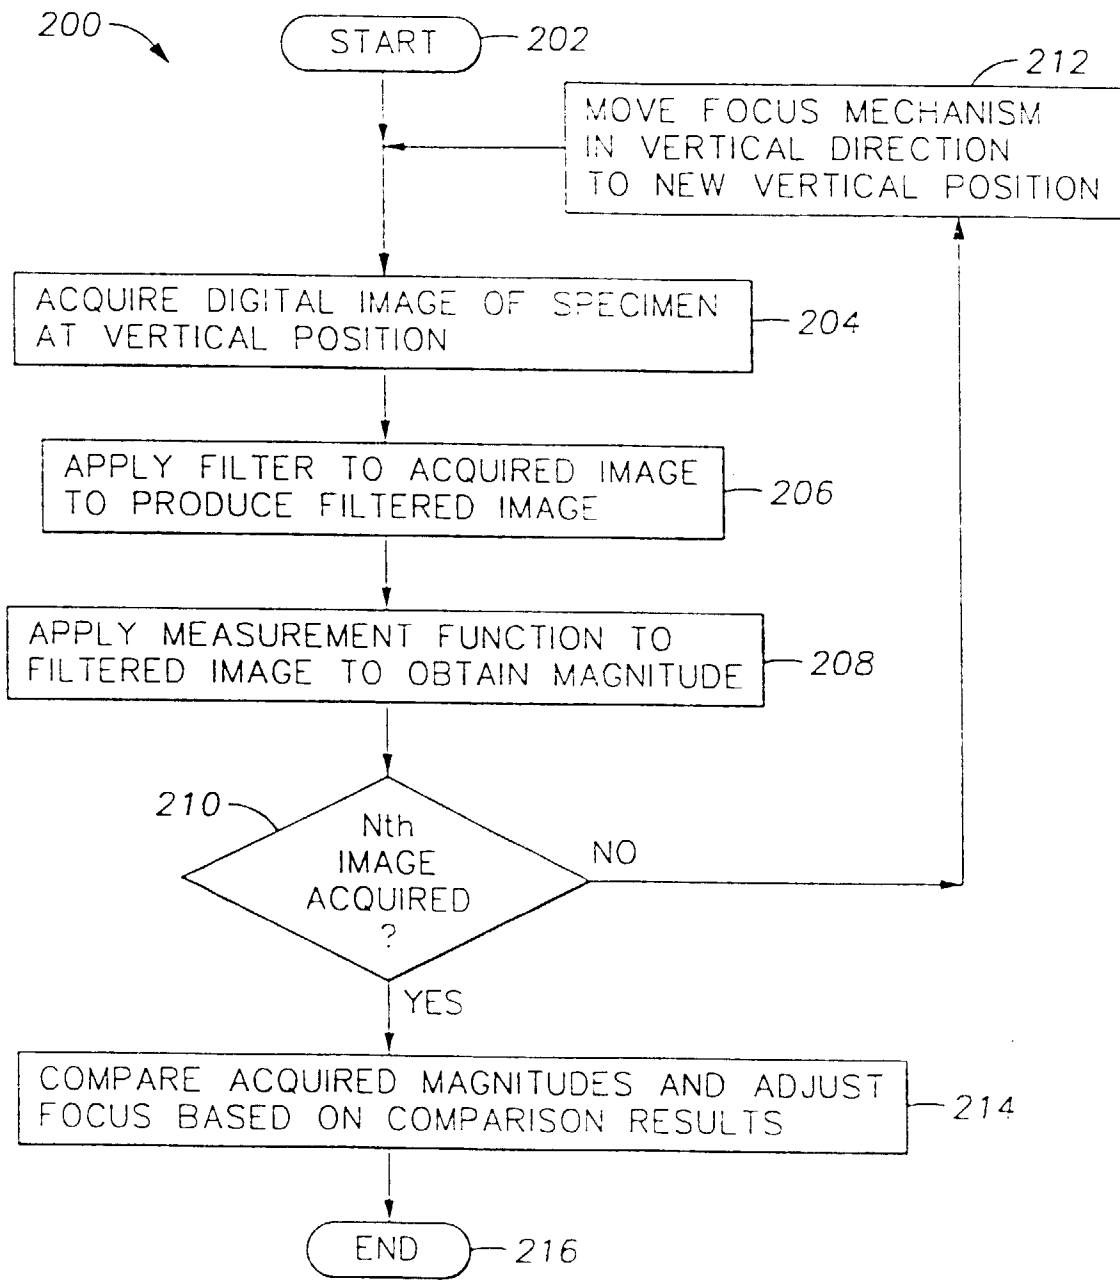 200
START
202
212
MOVE FOCUS MECHANISM
IN VERTICAL DIRECTION
TO NEW VERTICAL POSITION
ACQUIRE DIGITAL IMAGE OF SPECIMEN
AT VERTICAL POSITION
204
APPLY FILTER TO ACQUIRED IMAGE
TO PRODUCE FILTERED IMAGE
206
APPLY MEASUREMENT FUNCTION TO
FILTERED IMAGE TO OBTAIN MAGNITUDE
208
210
Nth
IMAGE
ACQUIRED
?
NO
YES
COMPARE ACQUIRED MAGNITUDES AND ADJUST
FOCUS BASED ON COMPARISON RESULTS
214
END
216